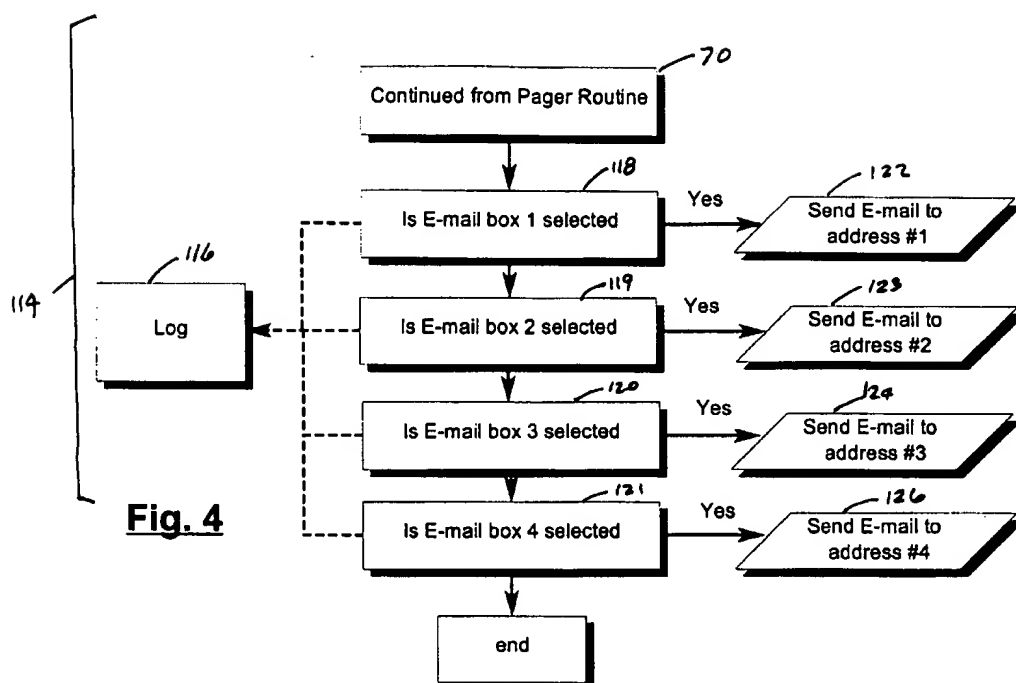 70
Continued from Pager Routine
118
Is E-mail box 1 selected
Yes
122
Send E-mail to
address #1
114
116
Log
119
Is E-mail box 2 selected
Yes
123
Send E-mail to
address #2
120
Is E-mail box 3 selected
Yes
124
Send E-mail to
address #3
121
Is E-mail box 4 selected
Yes
126
Send E-mail to
address #4
Fig. 4
end